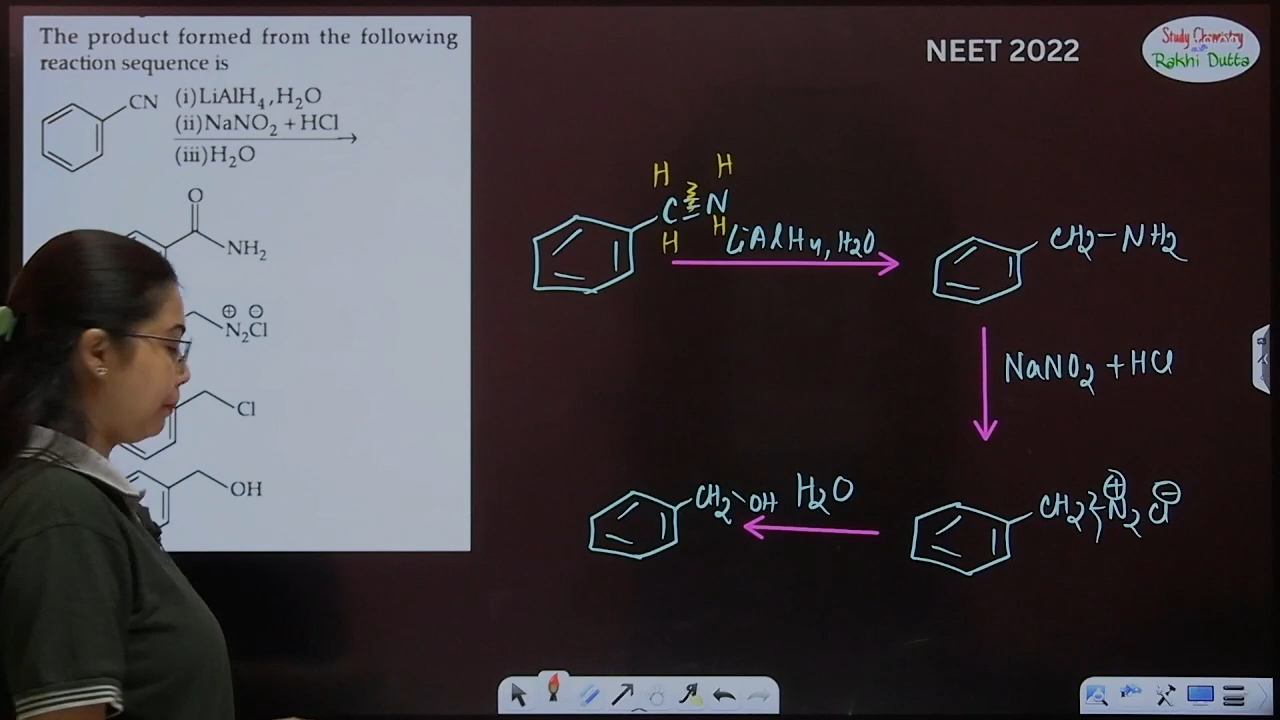 The product formed from the following
reaction sequence is
CN
(i)LiAlH₄,H₂O
(ii)NaNO₂ + HCl
(iii)H₂O
O
NH₂
⊕ ⊖
N₂Cl
Cl
OH
NEET 2022
Study Chemistry
with
Rakhi Dutta
H H
C≡N
H H
LiAlH4, H2O
CH2-NH2
NaNO2 + HCl
CH2 N2 Cl
⊕ ⊖
H2O
CH2 OH